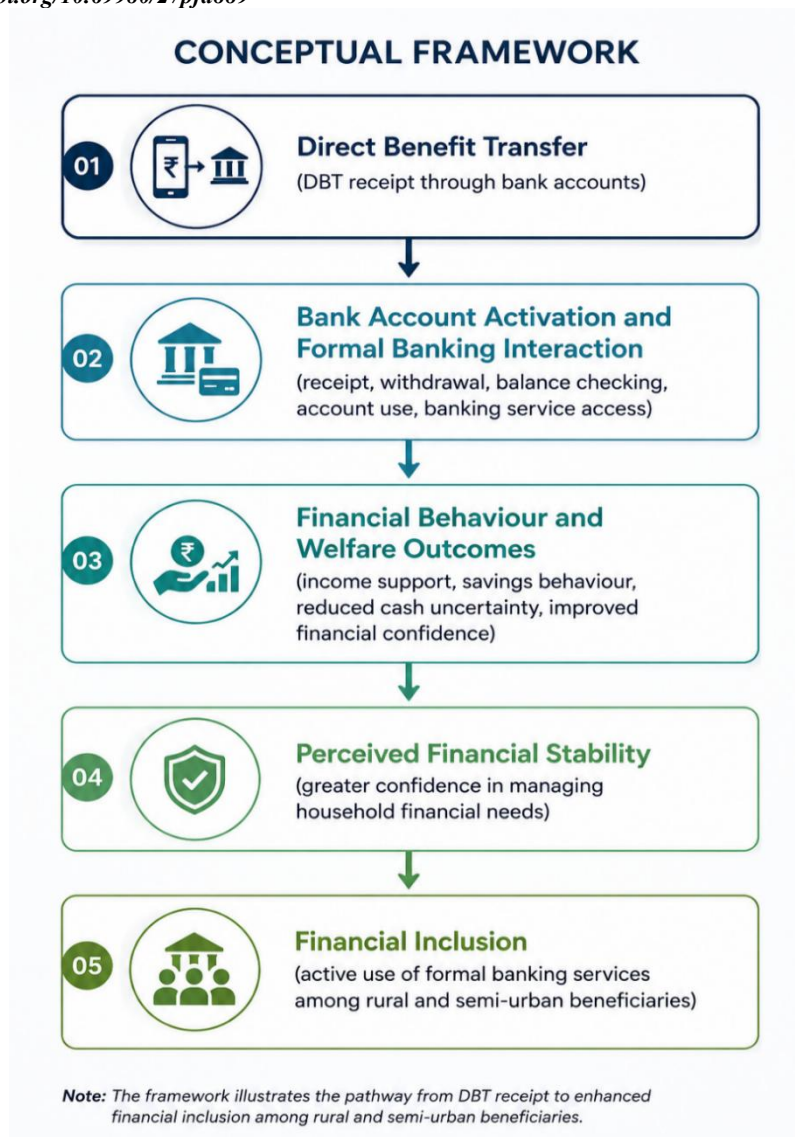 CONCEPTUAL FRAMEWORK
01
Direct Benefit Transfer
(DBT receipt through bank accounts)
₹
02
Bank Account Activation and
Formal Banking Interaction
(receipt, withdrawal, balance checking,
account use, banking service access)
03
₹
Financial Behaviour and
Welfare Outcomes
(income support, savings behaviour,
reduced cash uncertainty, improved
financial confidence)
04
Perceived Financial Stability
(greater confidence in managing
household financial needs)
05
Financial Inclusion
(active use of formal banking services
among rural and semi-urban beneficiaries)
Note: The framework illustrates the pathway from DBT receipt to enhanced
financial inclusion among rural and semi-urban beneficiaries.